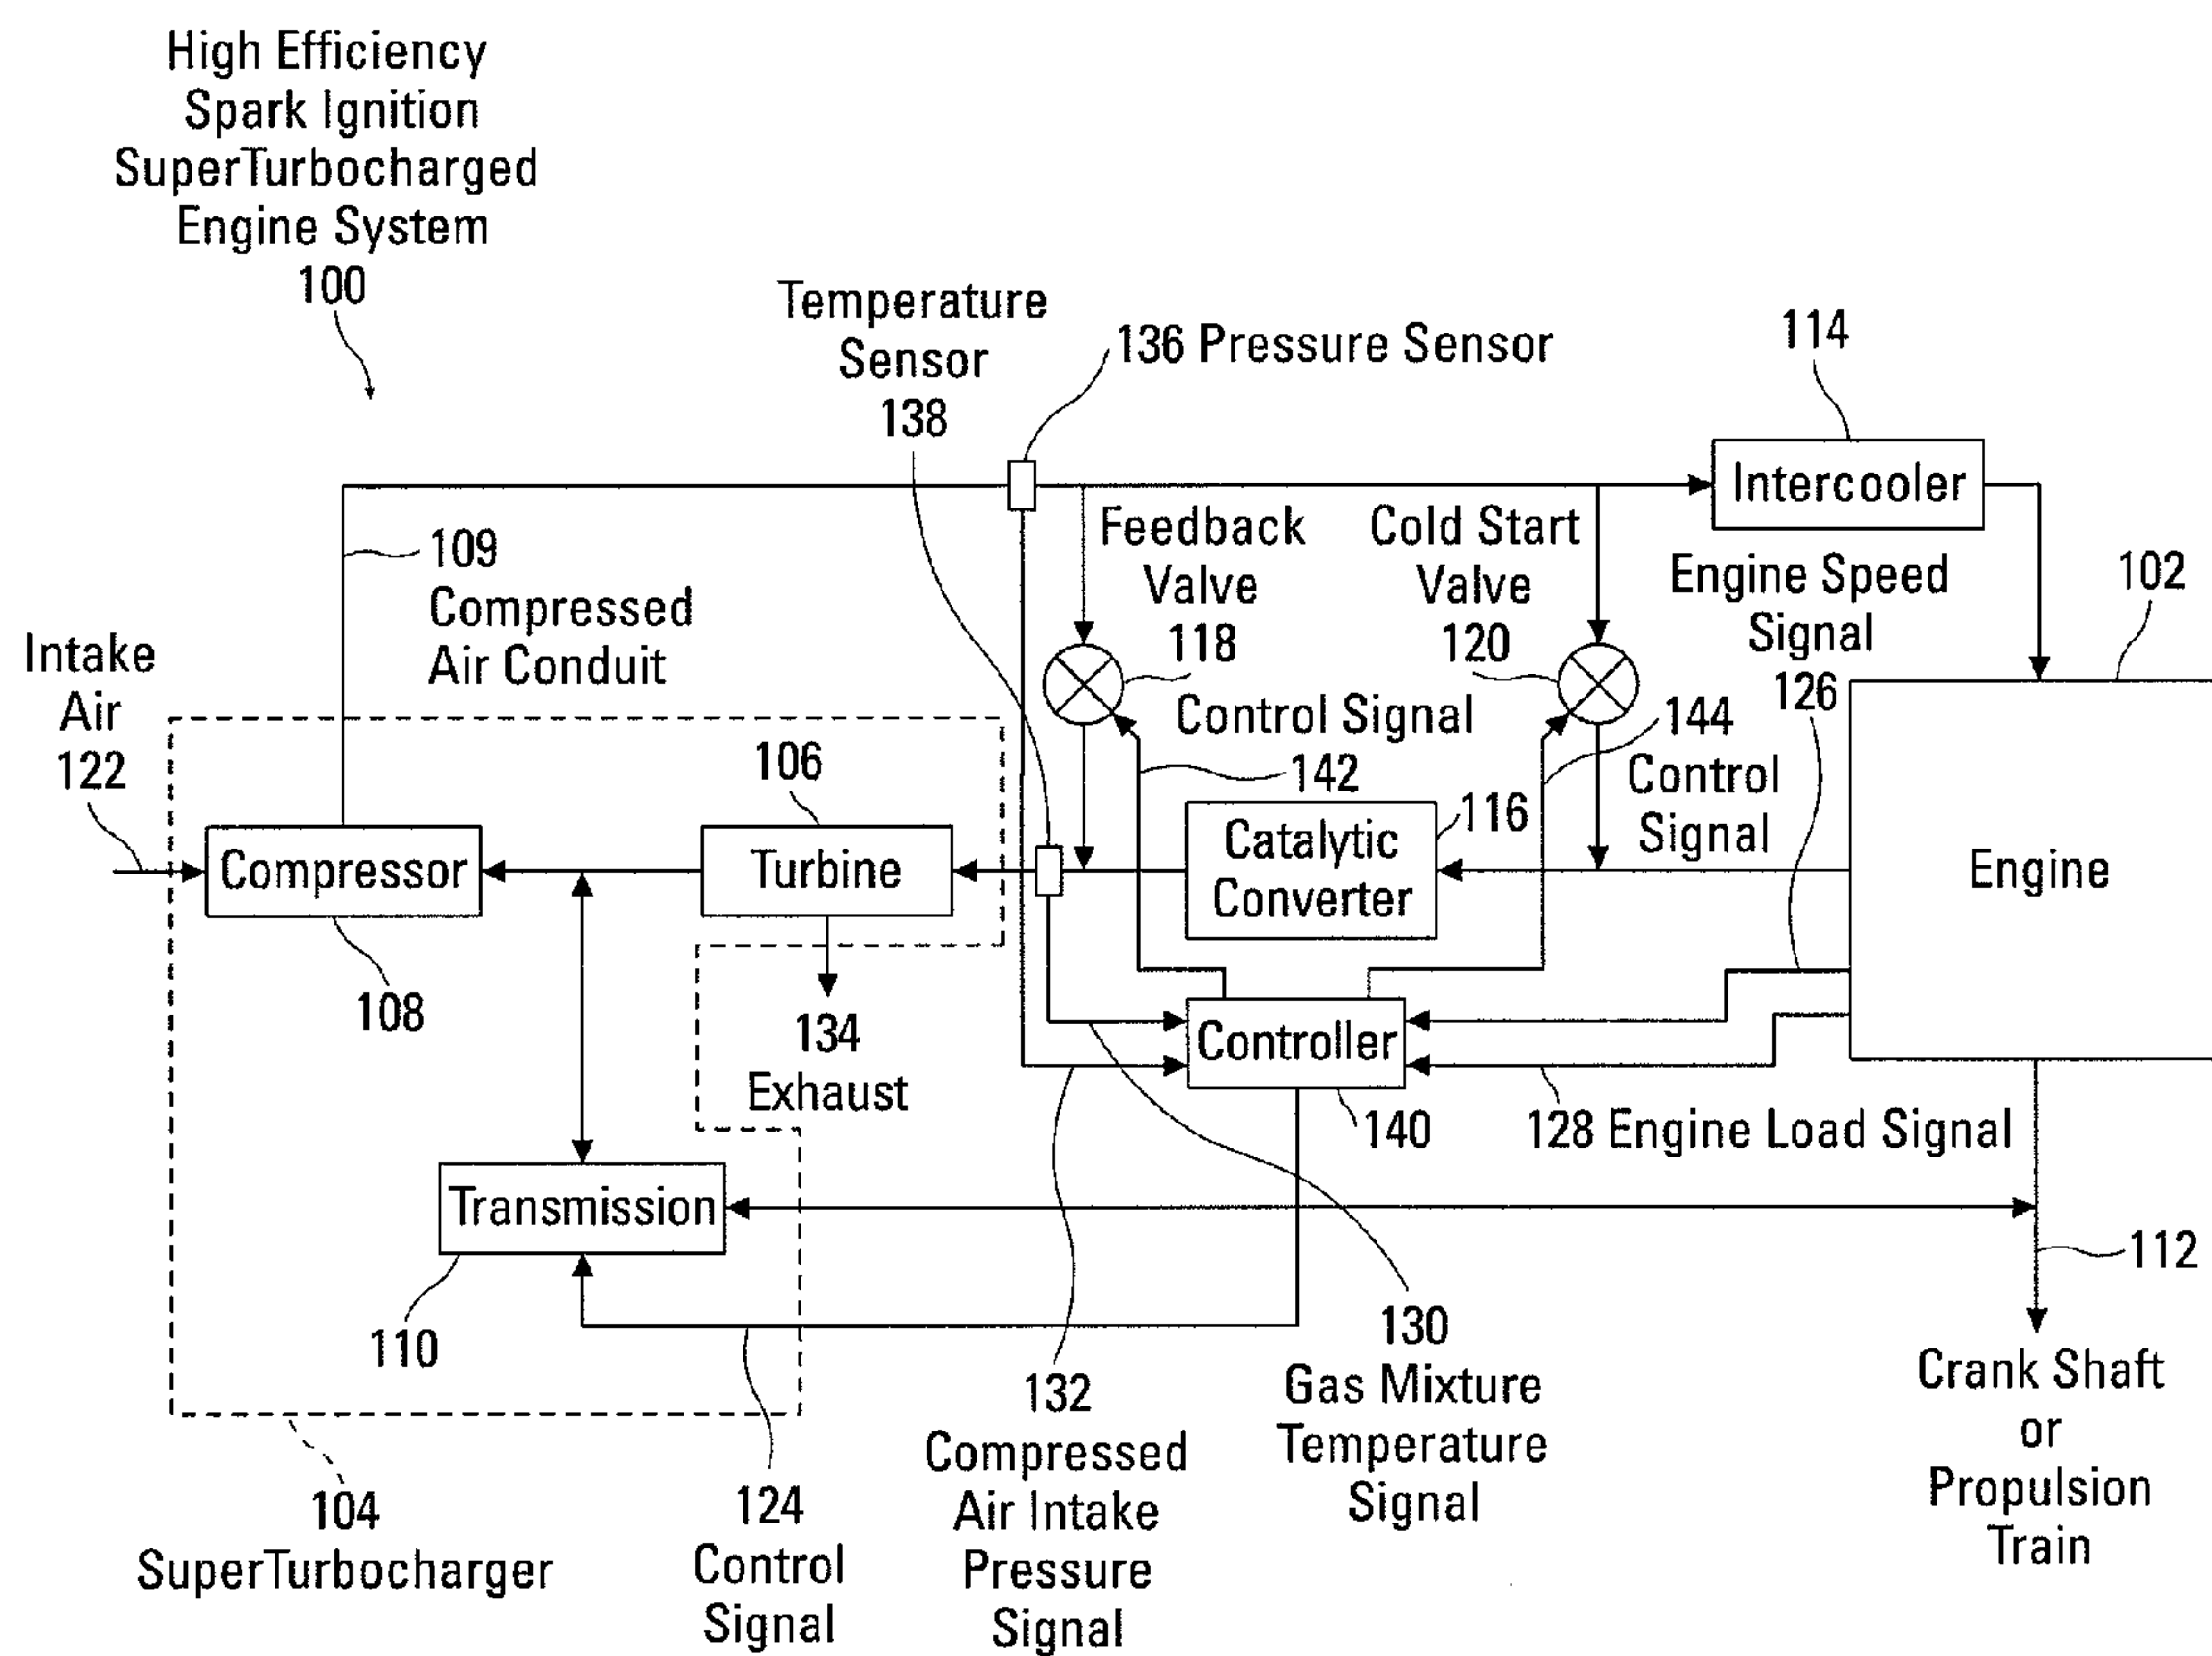 High Efficiency
Spark Ignition
SuperTurbocharged
Engine System
100
Temperature
Sensor
138
136 Pressure Sensor
114
Intercooler
109
Compressed
Air Conduit
Feedback
Valve
118
Cold Start
Valve
120
Engine Speed
Signal
126
102
Intake
Air
122
Control Signal
142
144
Control
Signal
106
116
Compressor
Turbine
Catalytic
Converter
Engine
108
134
Exhaust
Controller
140
128 Engine Load Signal
Transmission
112
110
130
Gas Mixture
Temperature
Signal
132
Compressed
Air Intake
Pressure
Signal
Crank Shaft
or
Propulsion
Train
104
SuperTurbocharger
124
Control
Signal